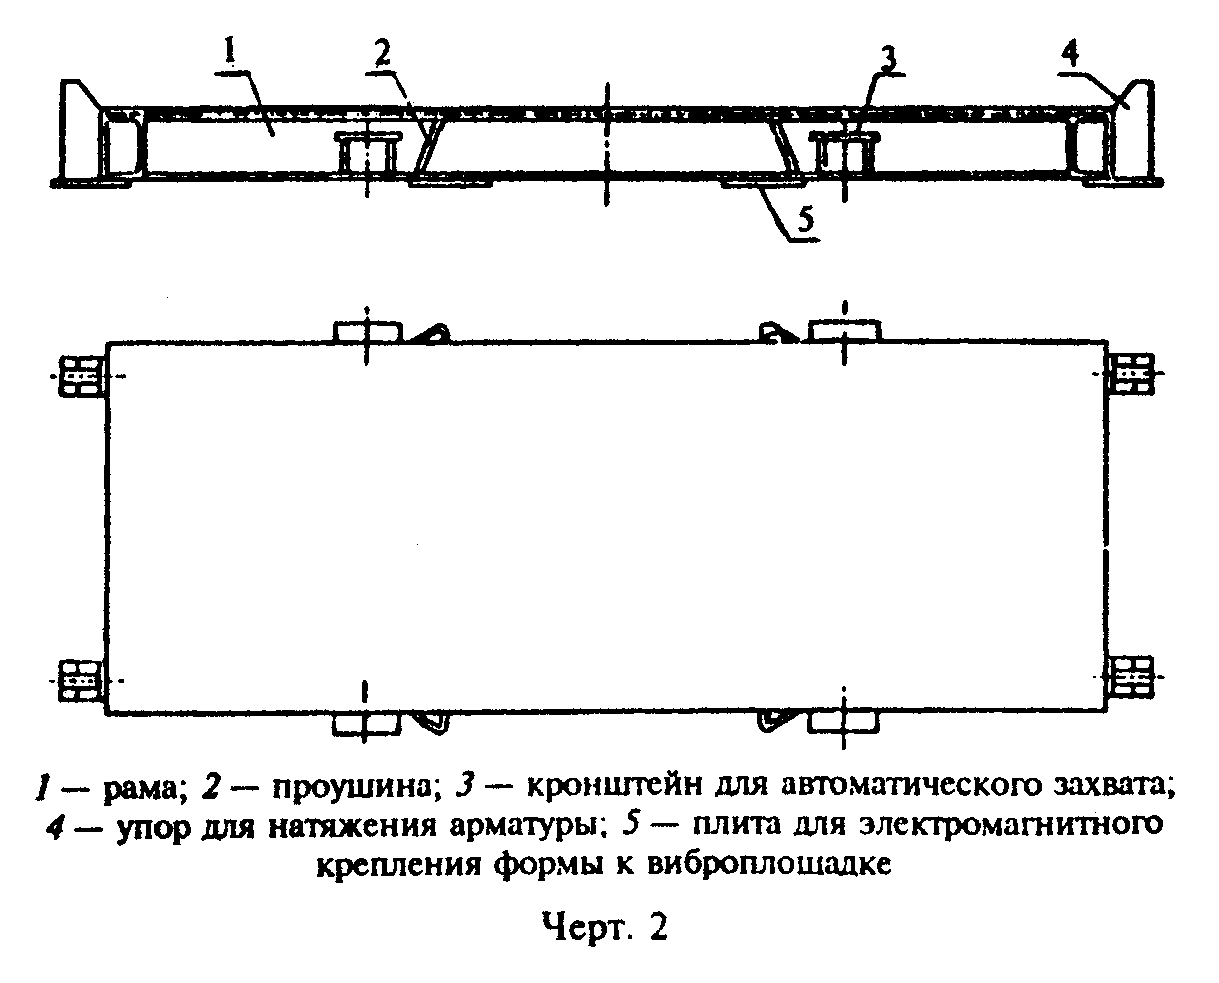 1 2 3 4
5
1 — рама; 2 — проушина; 3 — кронштейн для автоматического захвата;
4 — упор для натяжения арматуры; 5 — плита для электромагнитного
крепления формы к виброплощадке
Черт. 2